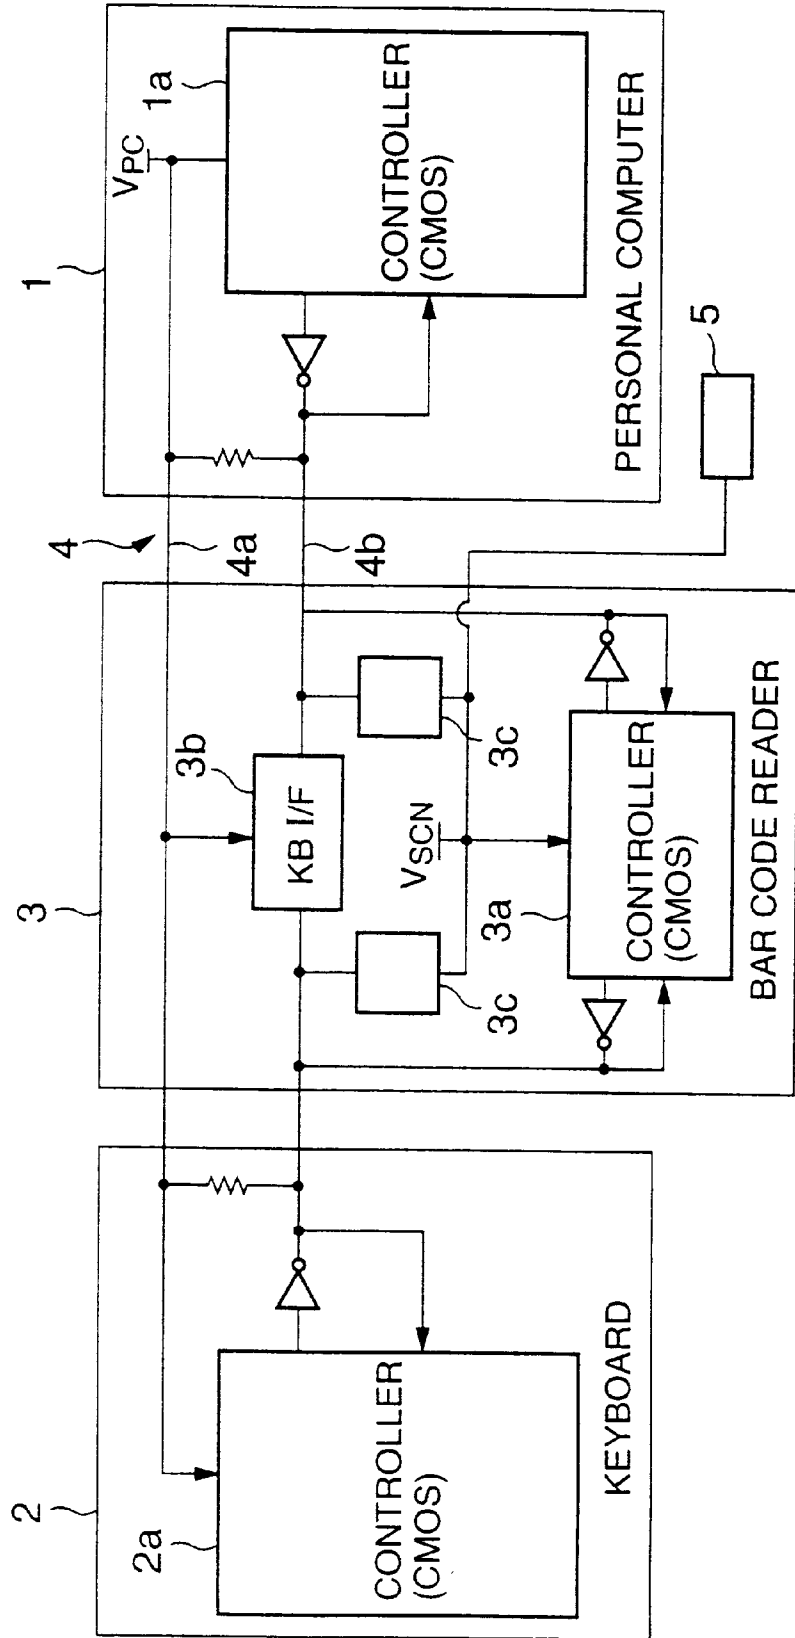 2
2a
CONTROLLER
(CMOS)
KEYBOARD
3
3b
KB I/F
3c
3c
VSCN
3a
CONTROLLER
(CMOS)
BAR CODE READER
4
4a
4b
1
VPC
1a
CONTROLLER
(CMOS)
PERSONAL COMPUTER
5